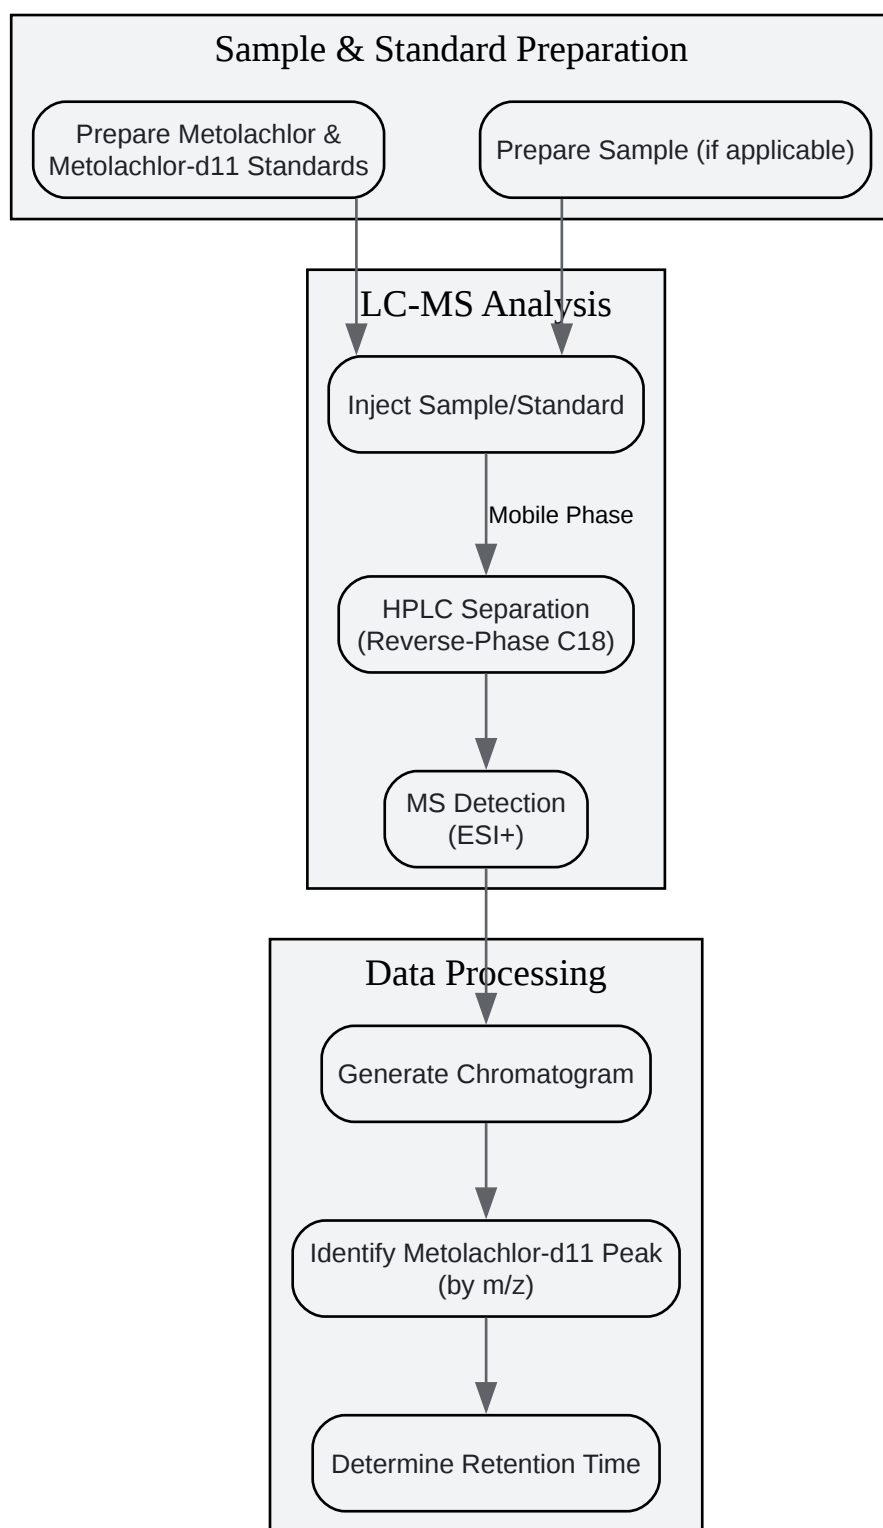 Sample & Standard Preparation
Prepare Metolachlor &
Metolachlor-d11 Standards
Prepare Sample (if applicable)
LC-MS Analysis
Inject Sample/Standard
Mobile Phase
HPLC Separation
(Reverse-Phase C18)
MS Detection
(ESI+)
Data Processing
Generate Chromatogram
Identify Metolachlor-d11 Peak
(by m/z)
Determine Retention Time